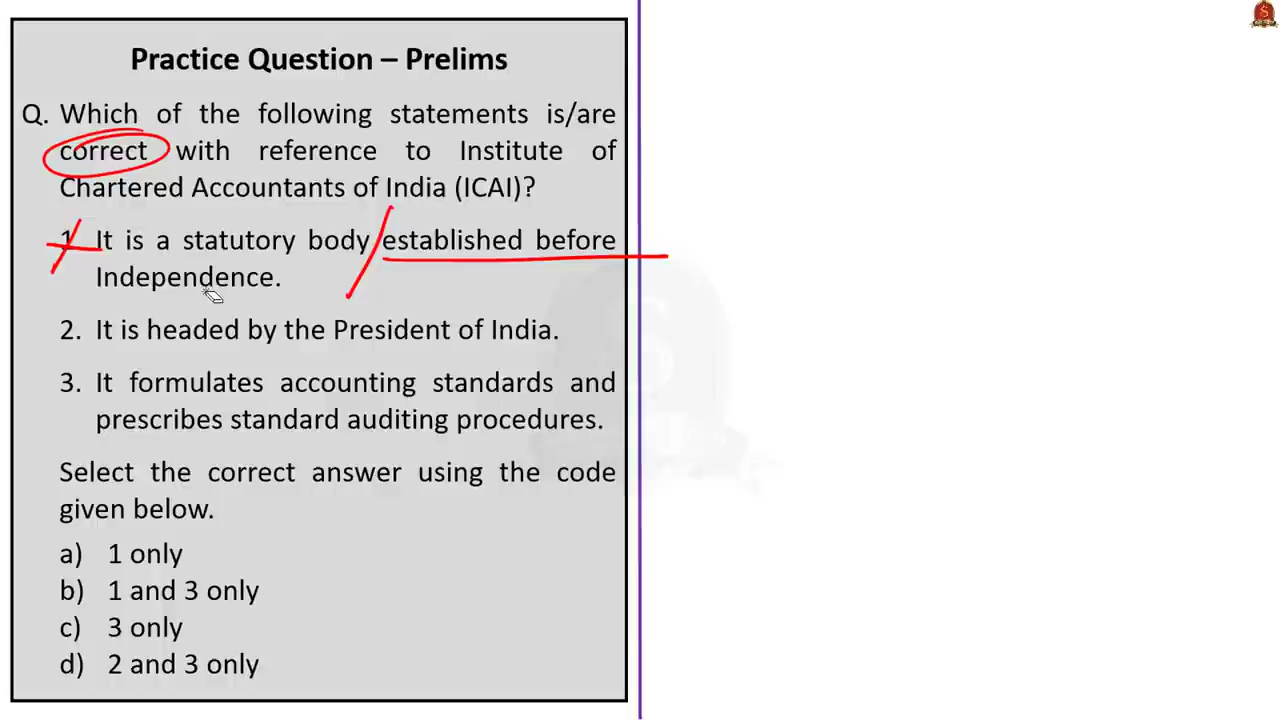 Practice Question – Prelims
Q. Which of the following statements is/are
correct with reference to Institute of
Chartered Accountants of India (ICAI)?
1. It is a statutory body established before
Independence.
2. It is headed by the President of India.
3. It formulates accounting standards and
prescribes standard auditing procedures.
Select the correct answer using the code
given below.
a) 1 only
b) 1 and 3 only
c) 3 only
d) 2 and 3 only